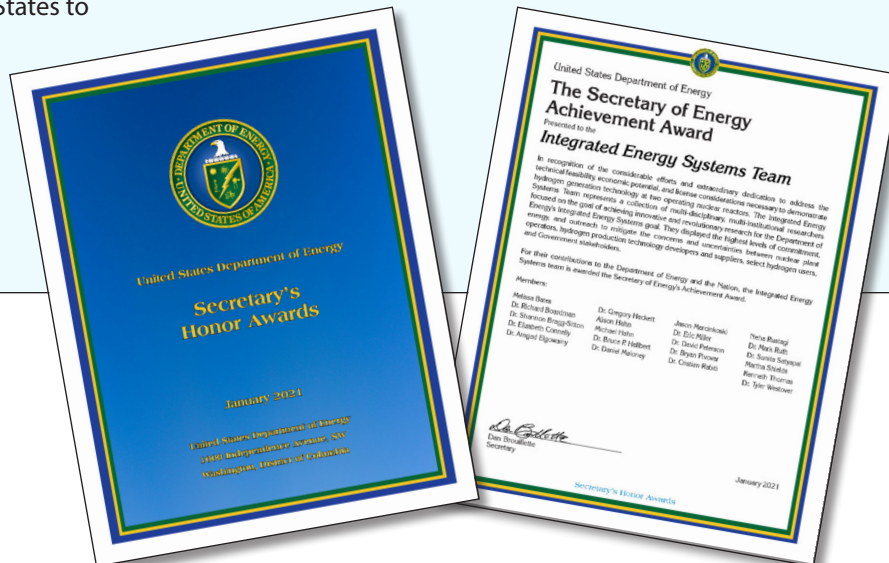 States to
DEPARTMENT OF ENERGY
UNITED STATES OF AMERICA
United States Department of Energy
Secretary's
Honor Awards
January 2021
United States Department of Energy
1000 Independence Avenue, SW
Washington, District of Columbia
United States Department of Energy
The Secretary of Energy
Achievement Award
Presented to the
Integrated Energy Systems Team
In recognition of the considerable efforts and extraordinary dedication to address the
technical feasibility, economic potential, and license considerations necessary to demonstrate
hydrogen generation technology at two operating nuclear reactors. The Integrated Energy
Systems Team represents a collection of multi-disciplinary, multi-institutional researchers
focused on the goal of achieving innovative and revolutionary research for the Department of
Energy's Integrated Energy Systems goal. They displayed the highest levels of commitment,
energy, and outreach to mitigate the concerns and uncertainties between nuclear plant
operators, hydrogen production technology developers and suppliers, select hydrogen users,
and Government stakeholders.
For their contributions to the Department of Energy and the Nation, the Integrated Energy
Systems team is awarded the Secretary of Energy's Achievement Award.
Members:
Melissa Bates
Dr. Richard Boardman
Dr. Shannon Bragg-Sitton
Dr. Elizabeth Connelly
Dr. Amgad Elgowainy
Dr. Gregory Hackett
Alison Hahn
Michael Hahn
Dr. Bruce P. Hallbert
Dr. Daniel Maloney
Jason Marcinkoski
Dr. Eric Miller
Dr. David Peterson
Dr. Bryan Pivovar
Dr. Cristian Rabiti
Neha Rustagi
Dr. Mark Ruth
Dr. Sunita Satyapal
Martha Shields
Kenneth Thomas
Dr. Tyler Westover
Dan Brouillette
Secretary
January 2021
Secretary's Honor Awards